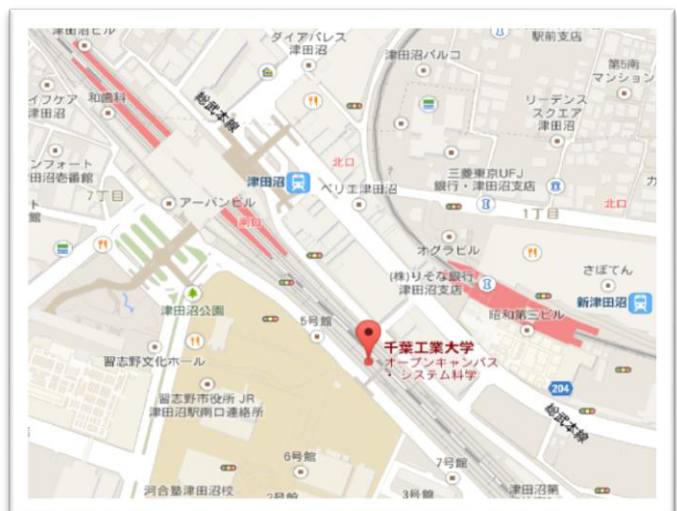 津田沼ビル
ダイアパレス
津田沼
津田沼パルコ
駅前支店
第5南
マンション
イフケア
津田沼
和歯科
総武本線
リーデンス
スクエア
津田沼
ンフォート
田沼壱番館
7丁目
北口
津田沼
ペリエ津田沼
三菱東京UFJ
銀行・津田沼支店
北口
カ
ト
館
アーバンビル
南口
1丁目
オグラビル
(株)りそな銀行
津田沼支店
さぼてん
新津田沼
昭和第三ビル
津田沼公園
5号館
千葉工業大学
オープンキャンパス
・システム科学
習志野文化ホール
習志野市役所 JR
津田沼駅南口連絡所
204
総武本線
6号館
7号館
河合塾津田沼校
2号館
3号館
津田沼第